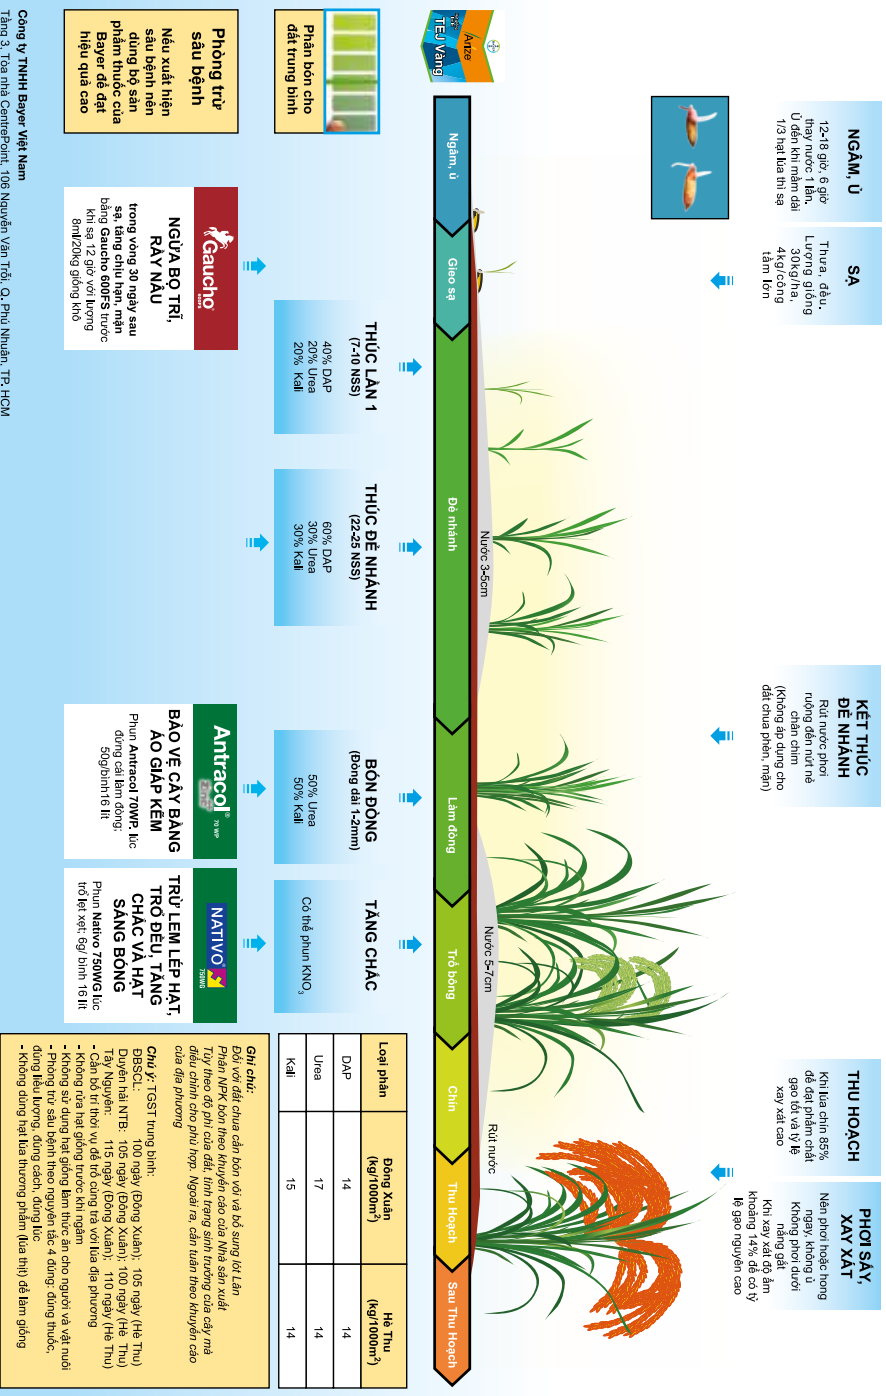 NGÂM, Ủ
12-18 giờ, 6 giờ
thay nước 1 lần.
Ủ đến khi mầm dài
1/3 hạt lúa thì sạ
SẠ
Thưa, đều.
Lượng giống
30kg/ha,
4kg/công
tầm lớn
KẾT THÚC
ĐẺ NHÁNH
Rút nước phơi
ruộng đến nứt nẻ
chân chim
(Không áp dụng cho
đất chua phèn, mặn)
THU HOẠCH
Khi lúa chín 85%
để đạt phẩm chất
gạo tốt và tỷ lệ
xay xát cao
PHƠI SẤY,
XAY XÁT
Nên phơi hoặc hong
ngay, không ủ
Không phơi dưới
nắng gắt
Khi xay xát độ ẩm
khoảng 14% để có tỷ
lệ gạo nguyên cao
Nước 3-5cm
Nước 5-7cm
Rút nước
Arize
TEJ Vàng
Ngâm, ủ
Gieo sạ
Đẻ nhánh
Làm đòng
Trổ bông
Chín
Thu Hoạch
Sau Thu Hoạch
Phân bón cho
đất trung bình
THÚC LẦN 1
(7-10 NSS)
40% DAP
20% Urea
20% Kali
THÚC ĐẺ NHÁNH
(22-25 NSS)
60% DAP
30% Urea
30% Kali
BÓN ĐÒNG
(Đòng dài 1-2mm)
50% Urea
50% Kali
TĂNG CHẮC
Có thể phun KNO3
Loại phân
Đông Xuân
(kg/1000m²)
Hè Thu
(kg/1000m²)
DAP 14 14
Urea 17 14
Kali 15 14
Phòng trừ
sâu bệnh
Nếu xuất hiện
sâu bệnh nên
dùng bộ sản
phẩm thuốc của
Bayer để đạt
hiệu quả cao
Gaucho®
600FS
NGỪA BỌ TRĨ,
RẦY NÂU
trong vòng 30 ngày sau
sạ, tăng chịu hạn, mặn
bằng Gaucho 600FS trước
khi sạ 12 giờ với lượng
8ml/20kg giống khô
Antracol®
70 WP
BẢO VỆ CÂY BẰNG
ÁO GIÁP KẼM
Phun Antracol 70WP. lúc
đứng cái làm đòng;
50g/bình16 lít
NATIVO®
750WG
TRỪ LEM LÉP HẠT,
TRỔ ĐỀU, TĂNG
CHẮC VÀ HẠT
SÁNG BÓNG
Phun Nativo 750WG lúc
trổ lẹt xẹt; 6g/ bình 16 lít
Ghi chú:
Đối với đất chua cần bón vôi và bổ sung lót Lân
Phân NPK bón theo khuyến cáo của Nhà sản xuất
Tùy theo độ phì của đất, tình trạng sinh trưởng của cây mà
điều chỉnh cho phù hợp. Ngoài ra, cần tuân theo khuyến cáo
của địa phương
Chú ý: TGST trung bình:
ĐBSCL: 100 ngày (Đông Xuân); 105 ngày (Hè Thu)
Duyên hải NTB: 105 ngày (Đông Xuân); 100 ngày (Hè Thu)
Tây Nguyên: 115 ngày (Đông Xuân); 110 ngày (Hè Thu)
- Cần bố trí thời vụ để trổ cùng trà với lúa địa phương
- Không rửa hạt giống trước khi ngâm
- Không sử dụng hạt giống làm thức ăn cho người và vật nuôi
- Phòng trừ sâu bệnh theo nguyên tắc 4 đúng: đúng thuốc,
đúng liều lượng, đúng cách, đúng lúc
- Không dùng hạt lúa thương phẩm (lúa thịt) để làm giống
Công ty TNHH Bayer Việt Nam
Tầng 3, Tòa nhà CentrePoint, 106 Nguyễn Văn Trỗi, Q. Phú Nhuận, TP. HCM